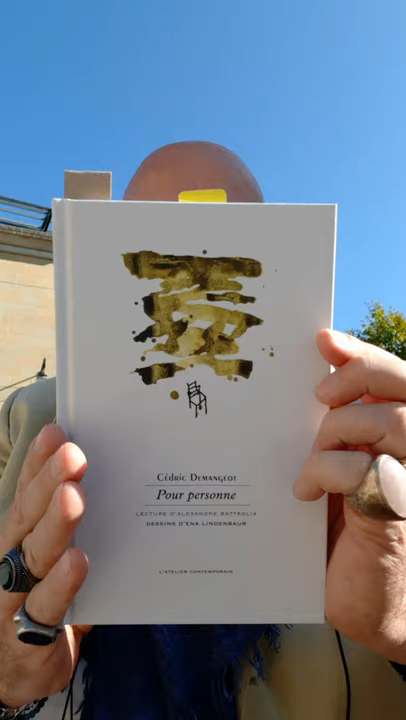 Cédric Demangeot
Pour personne
LECTURE D'ALEXANDRE BATTAGLIA
DESSINS D'ENA LINDENBAUR
L'ATELIER CONTEMPORAIN